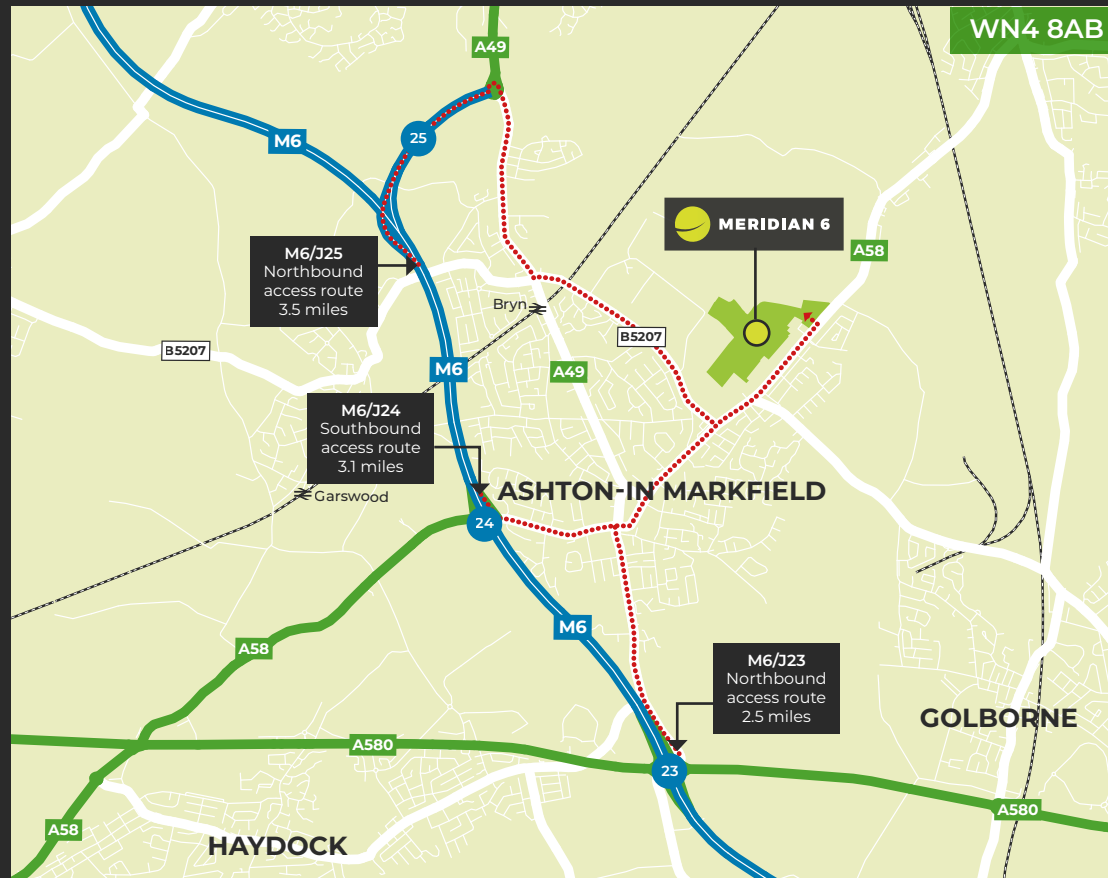 WN4 8AB
A49
25
M6
MERIDIAN 6
A58
M6/J25
Northbound
access route
3.5 miles
Bryn
B5207
B5207
M6
A49
M6/J24
Southbound
access route
3.1 miles
Garswood
ASHTON-IN MARKFIELD
24
M6
A58
M6/J23
Northbound
access route
2.5 miles
GOLBORNE
A580
23
A580
A58
HAYDOCK